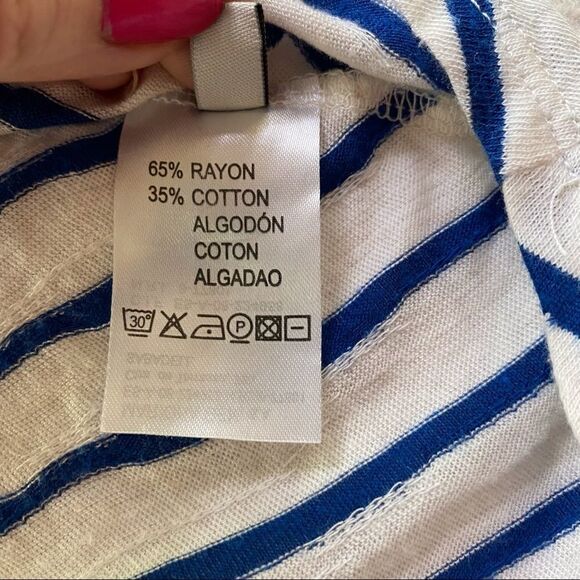 65% RAYON
35% COTTON
ALGODÓN
COTON
ALGADAO
30°
P